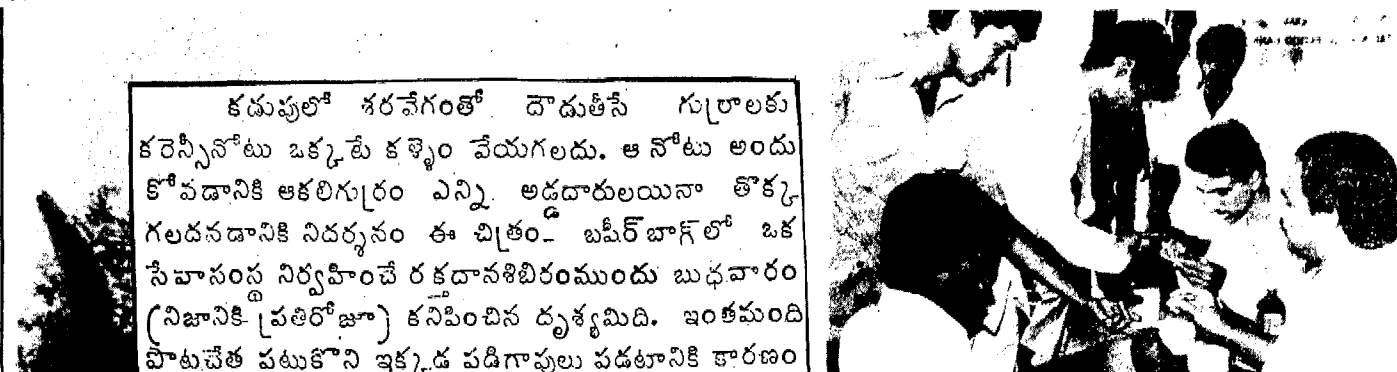 కడుపులో శరవేగంతో దౌడుతీసే గుర్రాలకు
కరెన్సీనోటు ఒక్కటే కళ్ళెం వేయగలదు. ఆ నోటు అందు
కోవడానికి ఆకలిగుర్రం ఎన్ని అడ్డదారులయినా తొక్క
గలదనడానికి నిదర్శనం ఈ చిత్రం- బషీర్ బాగ్ లో ఒక
సేవాసంస్థ నిర్వహించే రక్తదానశిబిరంముందు బుధవారం
(నిజానికి ప్రతిరోజూ) కనిపించిన దృశ్యమిది. ఇంతమంది
పొట్టచేత పట్టుకొని ఇక్కడ పడిగాపులు పడటానికి కారణం